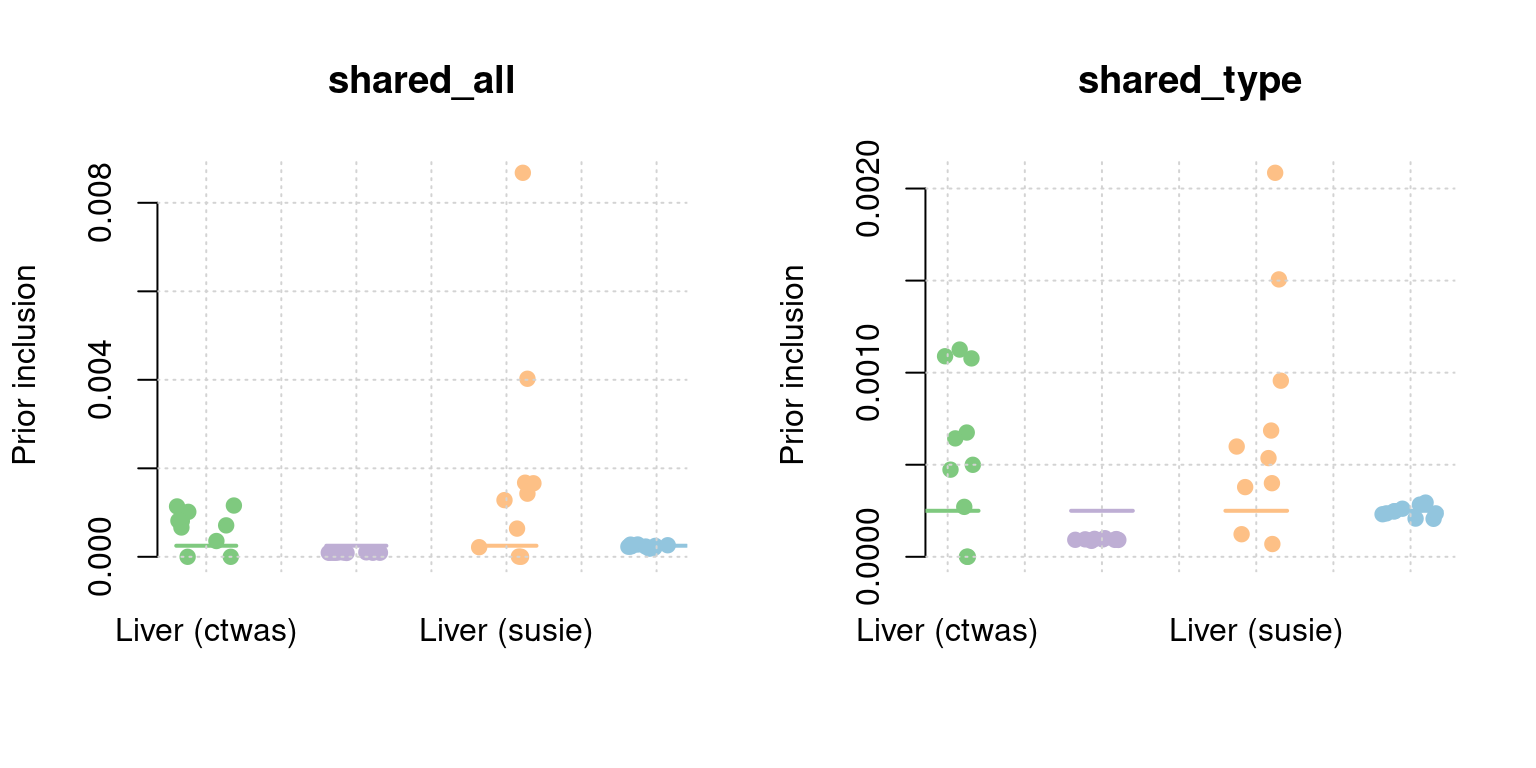 shared_all
Prior inclusion
0.008
0.004
0.000
Liver (ctwas)
Liver (susie)
shared_type
Prior inclusion
0.0020
0.0010
0.0000
Liver (ctwas)
Liver (susie)